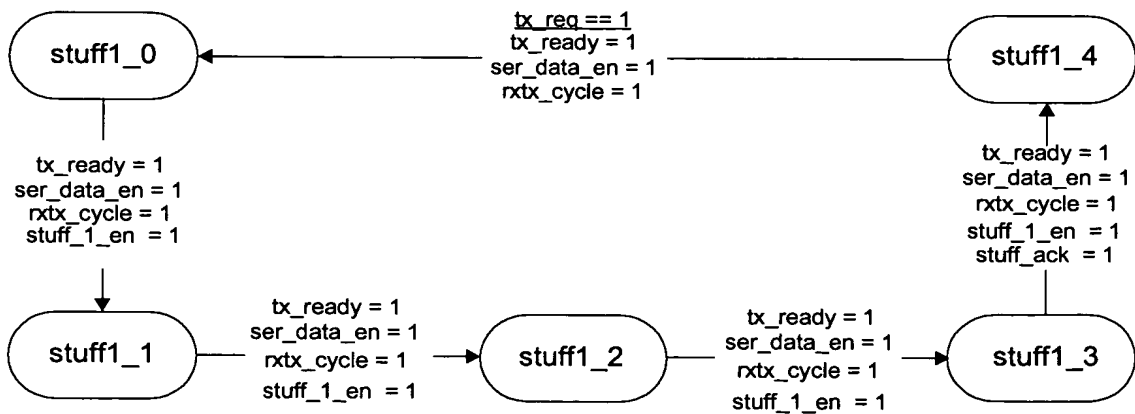 stuff1_0
tx_req == 1
tx_ready = 1
ser_data_en = 1
rxtx_cycle = 1
stuff1_4
tx_ready = 1
ser_data_en = 1
rxtx_cycle = 1
stuff_1_en = 1
tx_ready = 1
ser_data_en = 1
rxtx_cycle = 1
stuff_1_en = 1
stuff_ack = 1
stuff1_1
tx_ready = 1
ser_data_en = 1
rxtx_cycle = 1
stuff_1_en = 1
stuff1_2
tx_ready = 1
ser_data_en = 1
rxtx_cycle = 1
stuff_1_en = 1
stuff1_3